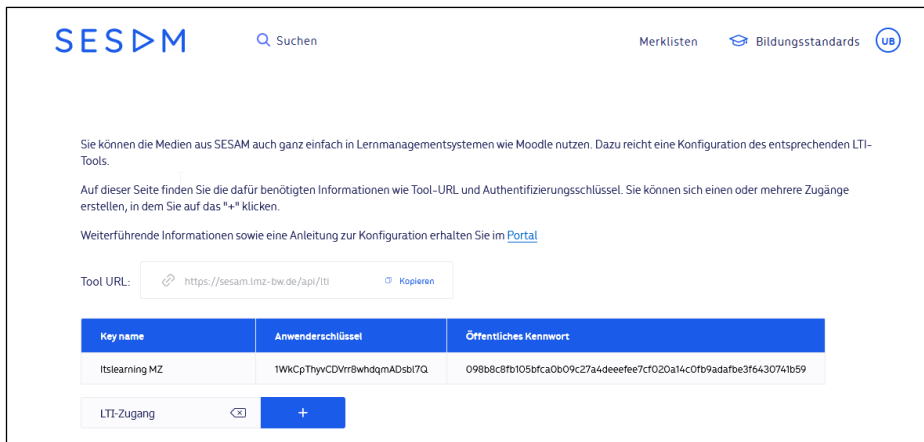 SESAM
Suchen
Merklisten
Bildungsstandards
UB
Sie können die Medien aus SESAM auch ganz einfach in Lernmanagementsystemen wie Moodle nutzen. Dazu reicht eine Konfiguration des entsprechenden LTI-
Tools.
Auf dieser Seite finden Sie die dafür benötigten Informationen wie Tool-URL und Authentifizierungsschlüssel. Sie können sich einen oder mehrere Zugänge
erstellen, in dem Sie auf das "+" klicken.
Weiterführende Informationen sowie eine Anleitung zur Konfiguration erhalten Sie im Portal
Tool URL: https://sesam.lmz-bw.de/api/lti Kopieren
Key name Anwenderschlüssel Öffentliches Kennwort
Itslearning MZ 1WkCpThyvCDVrr8whdqmADsbl7Q 098b8c8fb105bfca0b09c27a4deeefee7cf020a14c0fb9adafbe3f6430741b59
LTI-Zugang +